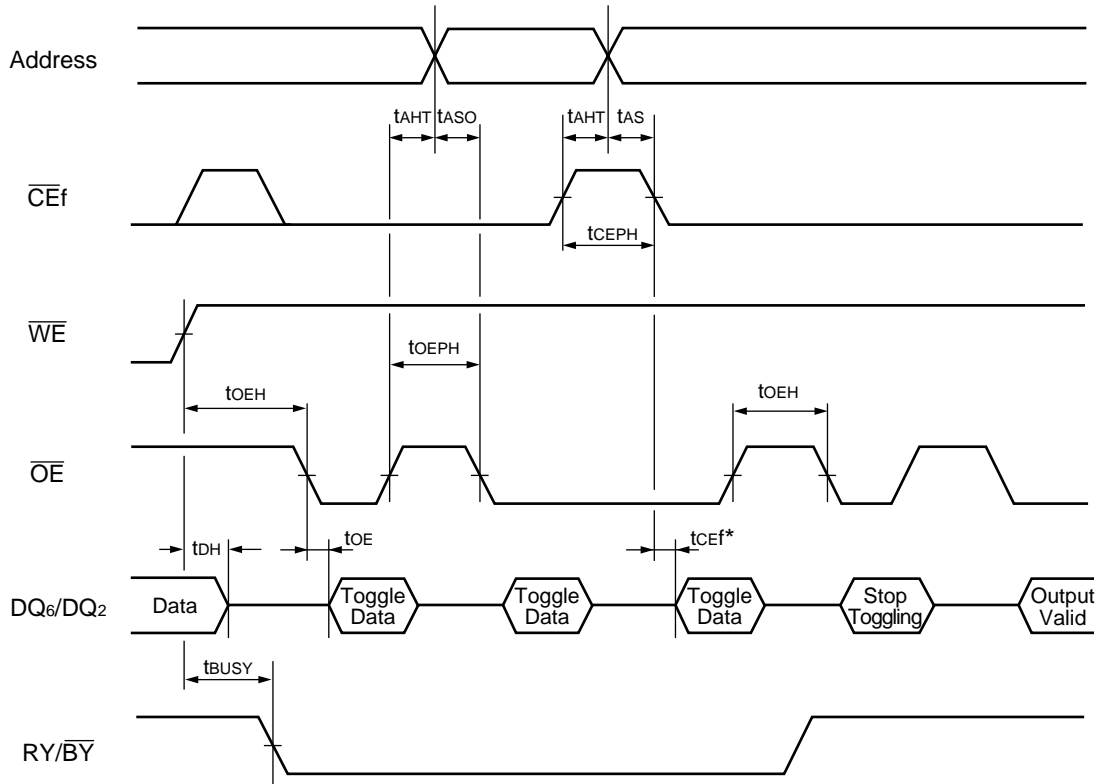 Address
tAHT tASO tAHT tAS
CEf
tCEPH
WE
tOEPH
tOEH tOEH
OE
tDH tOE tCEf*
DQ6/DQ2 Data Toggle Data Toggle Data Toggle Data Stop Toggling Output Valid
tBUSY
RY/BY